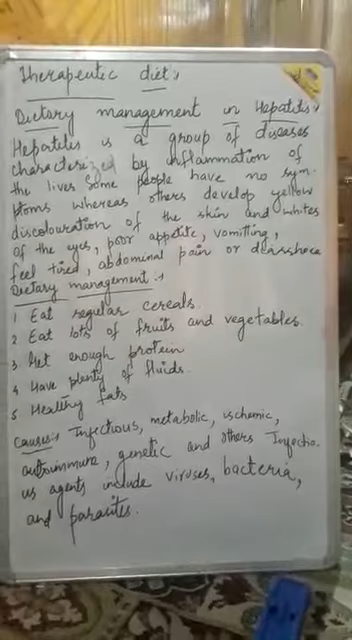 Therapeutic diet:
Dietary management in Hepatitis:
Hepatitis is a group of diseases
characterized by inflammation of
the lives some people have no sym-
ptoms whereas others develop yellow
discolouration of the skin and whites
of the eyes, poor appetite, vomitting,
feel tired, abdominal pain or
Dietary management:
1 Eat regular cereals.
2 Eat lots of fruits and vegetables.
3 Get enough protein
4 Have plenty of fluids.
5 Healthy fats
Causes: Infectious, metabolic, ischemic,
autoimmune, genetic and others Infectio-
us agents include viruses, bacteria,
and parasites.